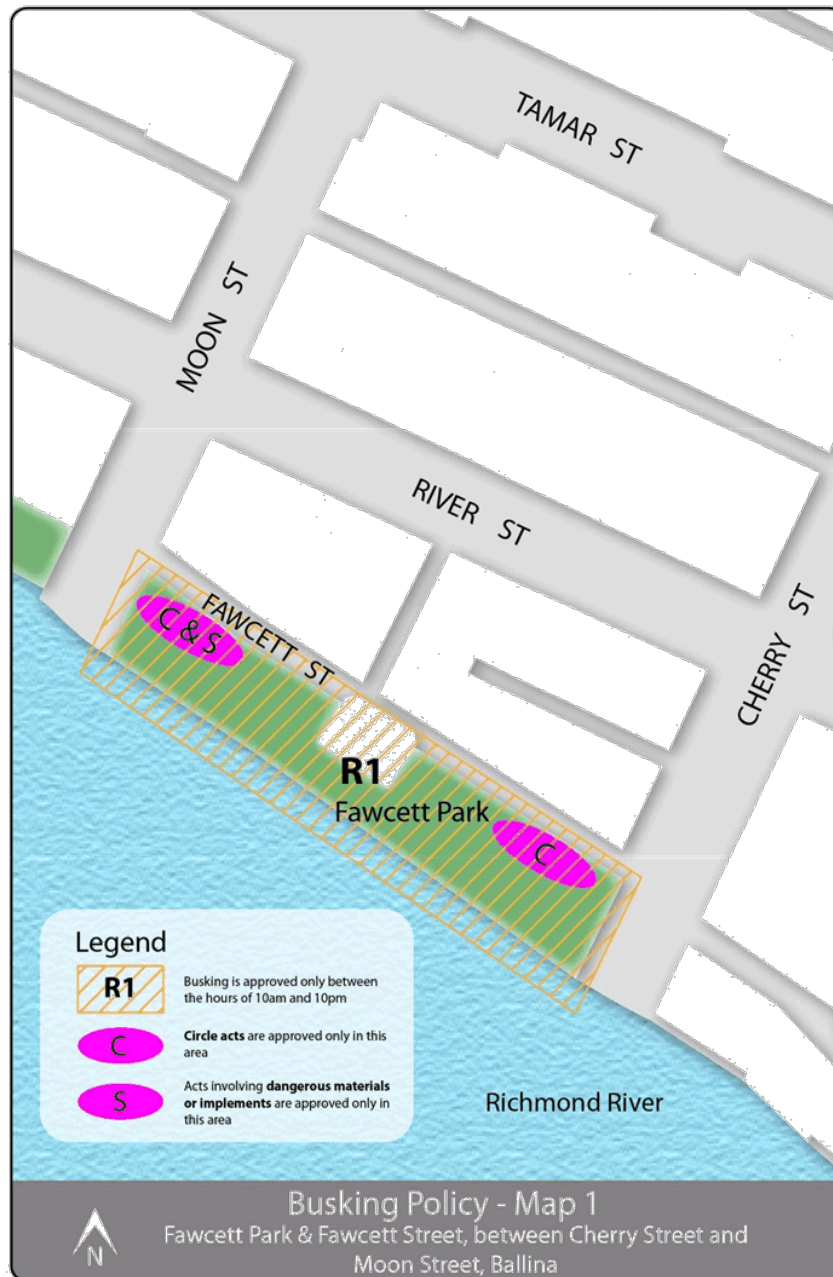 TAMAR ST
MOON ST
RIVER ST
CHERRY ST
C & S
FAWCETT ST
R1
Fawcett Park
C
Legend
R1
Busking is approved only between
the hours of 10am and 10pm
C
Circle acts are approved only in this
area
S
Acts involving dangerous materials
or implements are approved only in
this area
Richmond River
N
Busking Policy - Map 1
Fawcett Park & Fawcett Street, between Cherry Street and
Moon Street, Ballina